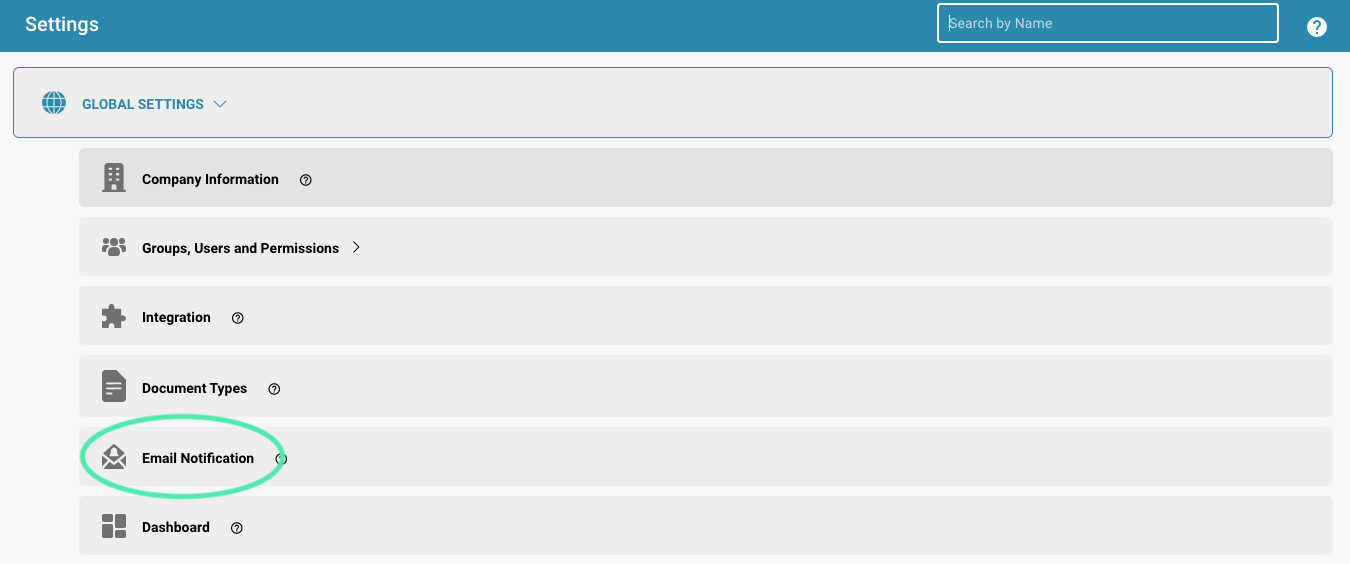 Settings
Search by Name
GLOBAL SETTINGS
Company Information
Groups, Users and Permissions
Integration
Document Types
Email Notification
Dashboard